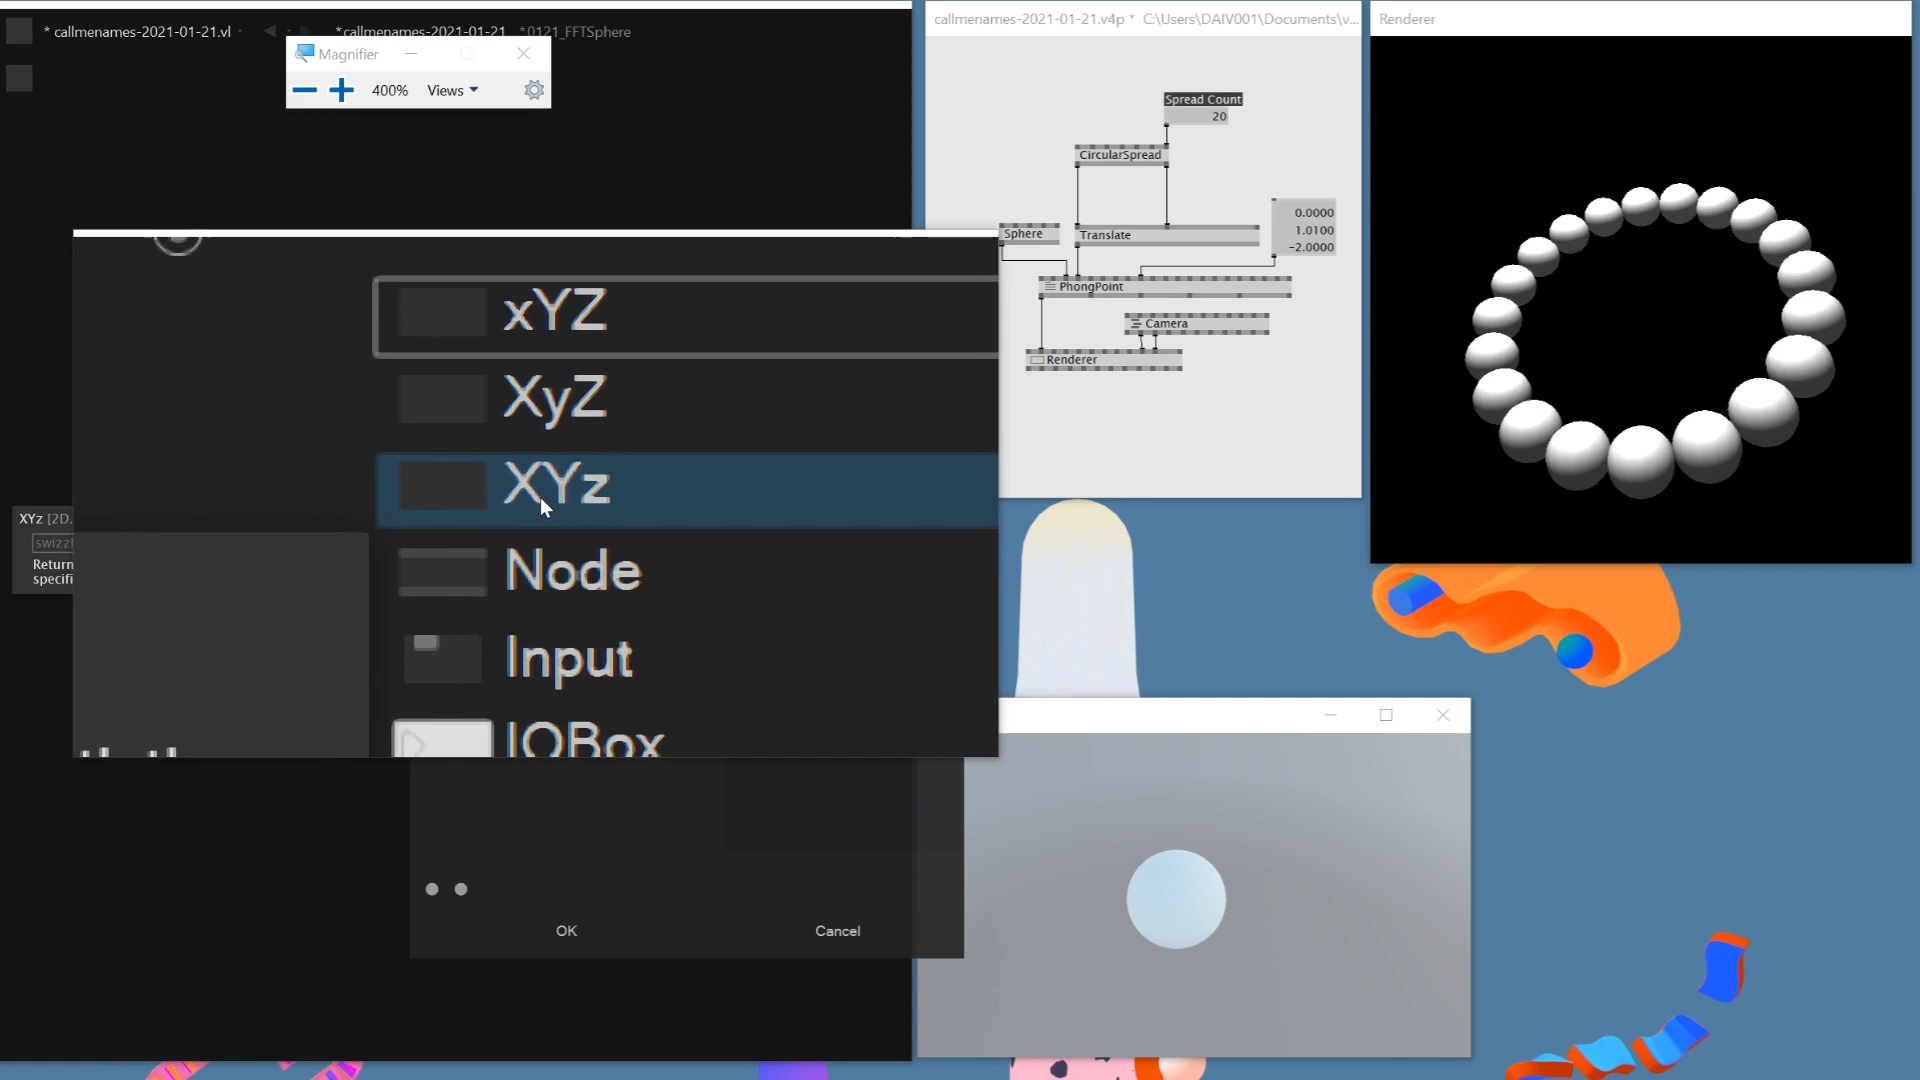 * callmenames-2021-01-21.vl
*callmenames-2021-01-21
*0121_FFTSphere
Magnifier
400%
Views
xYZ
XyZ
XYz
Node
Input
IOBox
XYz [2D.
swizzl
Return
specifi
OK
Cancel
callmenames-2021-01-21.v4p * C:\Users\DAIV001\Documents\v...
Spread Count
20
CircularSpread
Sphere
Translate
0.0000
1.0100
-2.0000
PhongPoint
Camera
Renderer
Renderer